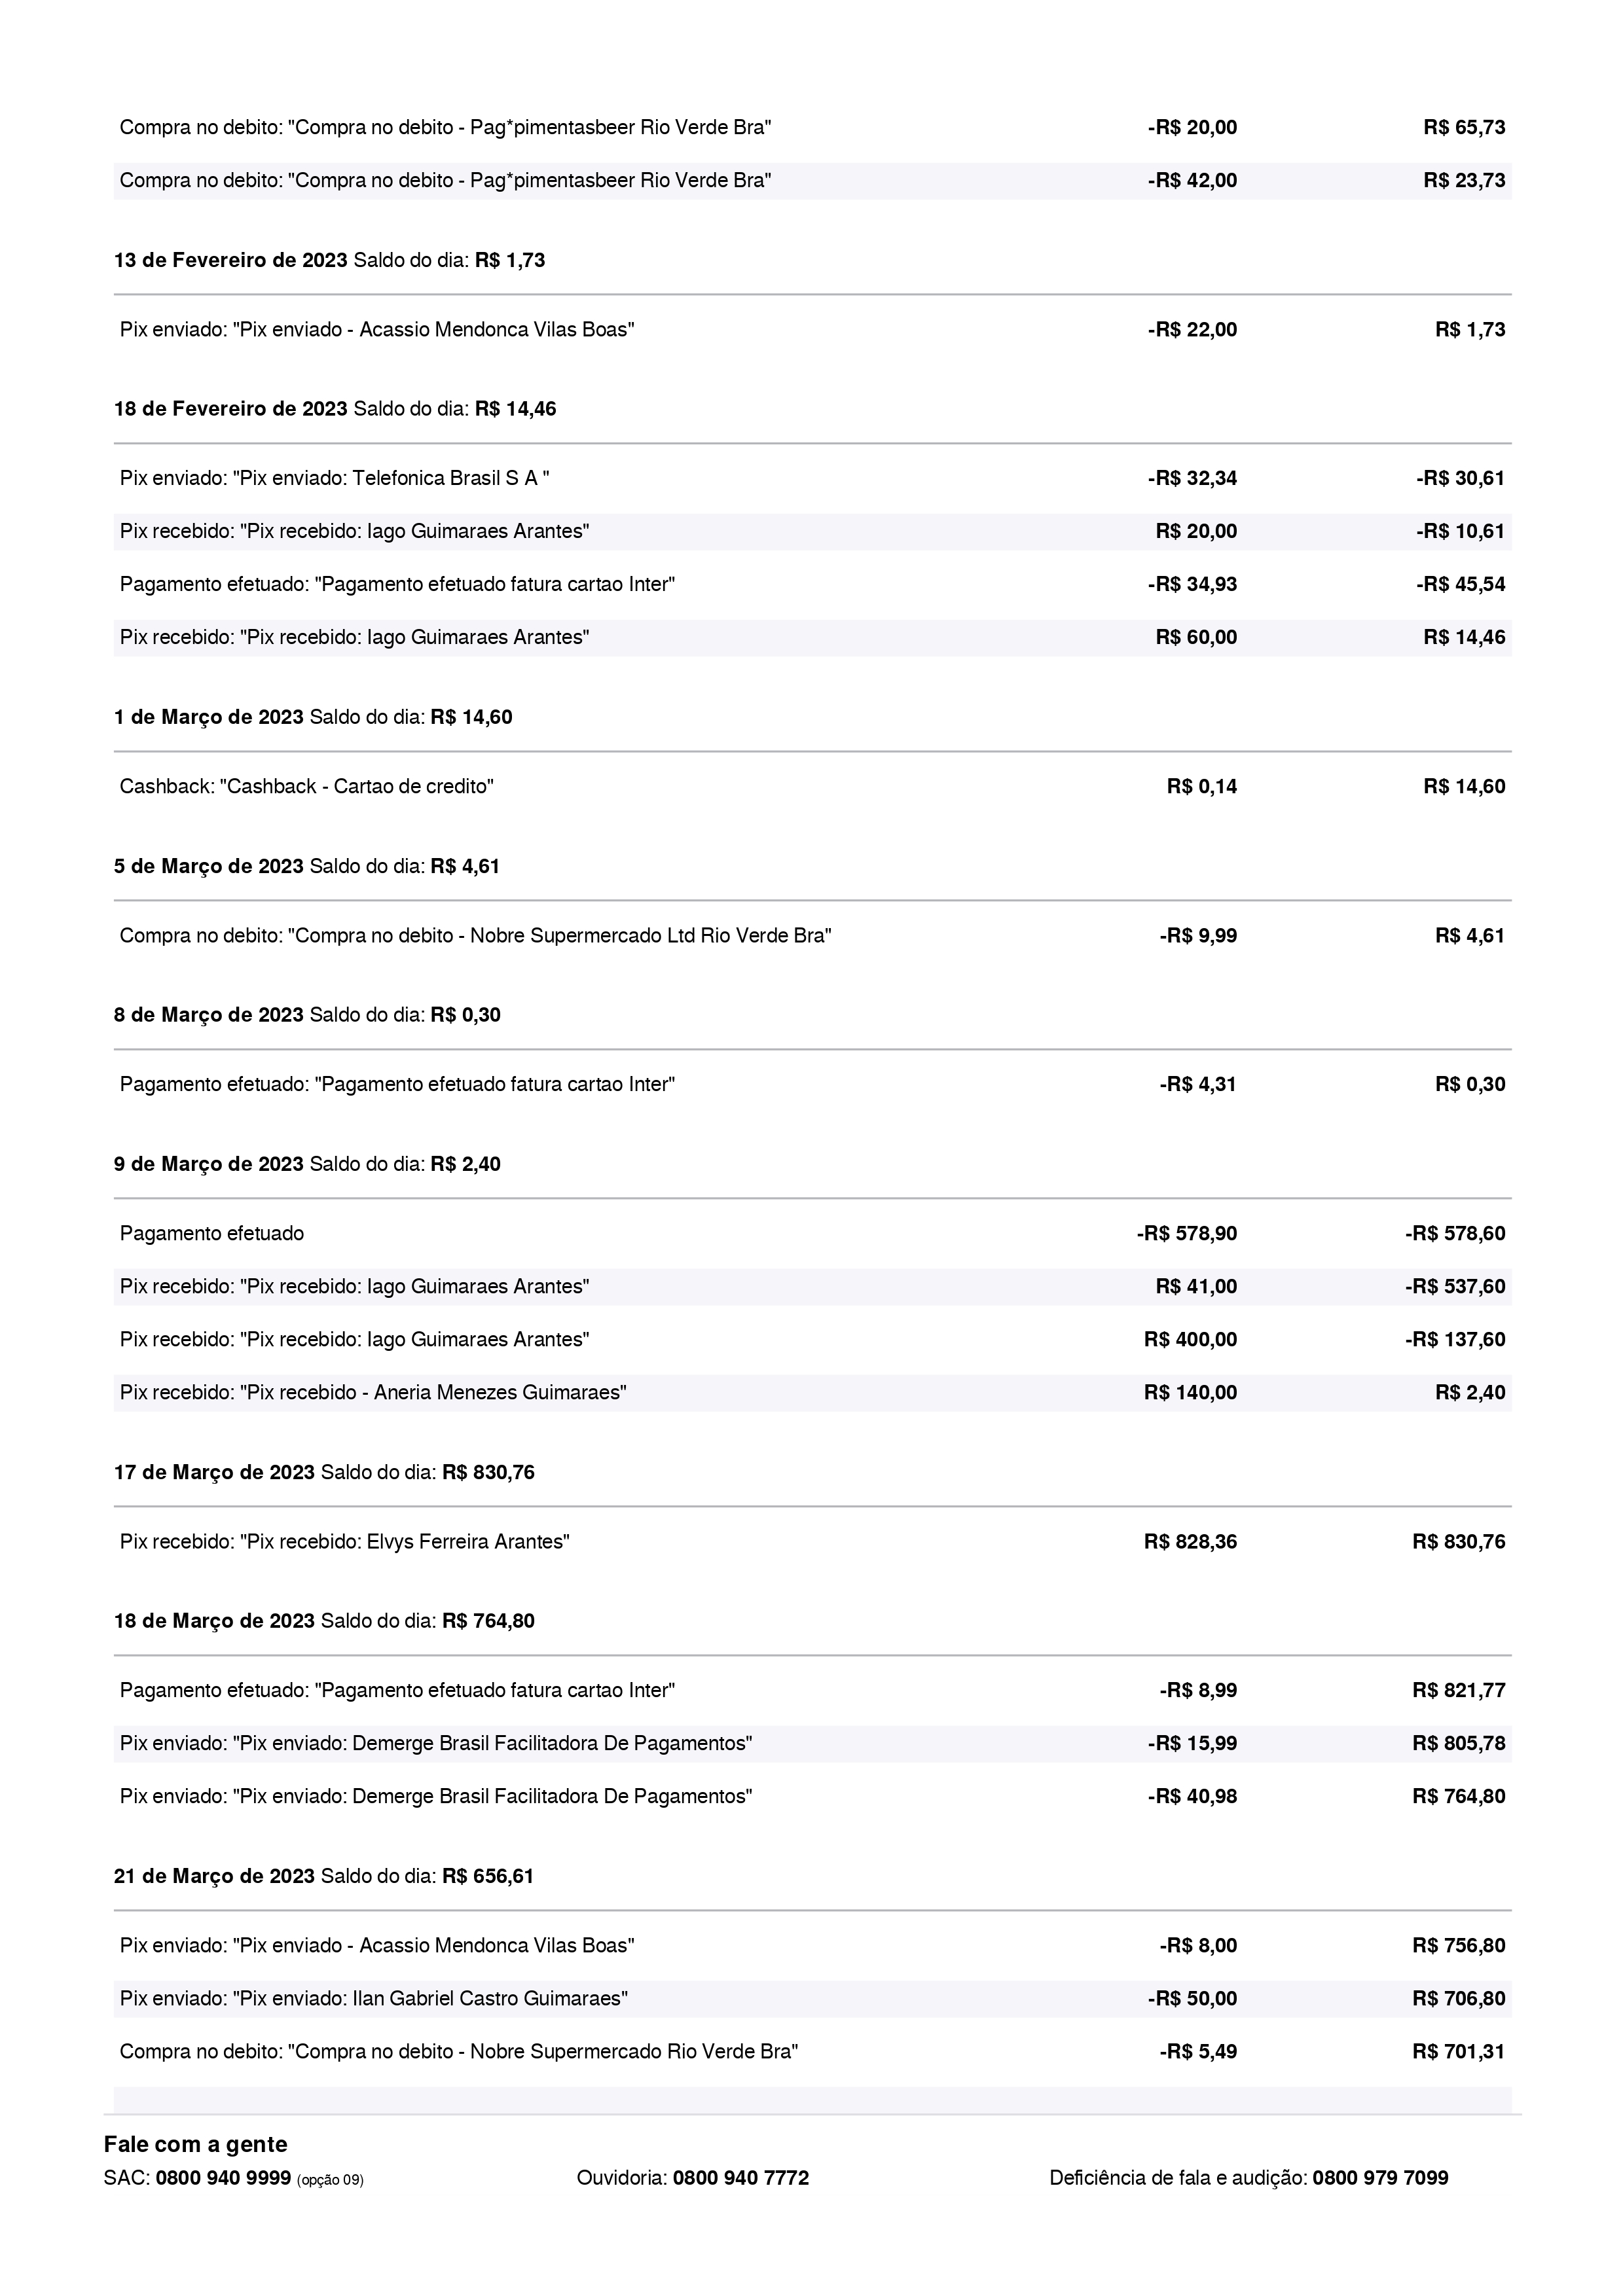 Compra no debito: "Compra no debito - Pag*pimentasbeer Rio Verde Bra" -R$ 20,00 R$ 65,73
Compra no debito: "Compra no debito - Pag*pimentasbeer Rio Verde Bra" -R$ 42,00 R$ 23,73
13 de Fevereiro de 2023 Saldo do dia: R$ 1,73
Pix enviado: "Pix enviado - Acassio Mendonca Vilas Boas" -R$ 22,00 R$ 1,73
18 de Fevereiro de 2023 Saldo do dia: R$ 14,46
Pix enviado: "Pix enviado: Telefonica Brasil S A " -R$ 32,34 -R$ 30,61
Pix recebido: "Pix recebido: Iago Guimaraes Arantes" R$ 20,00 -R$ 10,61
Pagamento efetuado: "Pagamento efetuado fatura cartao Inter" -R$ 34,93 -R$ 45,54
Pix recebido: "Pix recebido: Iago Guimaraes Arantes" R$ 60,00 R$ 14,46
1 de Março de 2023 Saldo do dia: R$ 14,60
Cashback: "Cashback - Cartao de credito" R$ 0,14 R$ 14,60
5 de Março de 2023 Saldo do dia: R$ 4,61
Compra no debito: "Compra no debito - Nobre Supermercado Ltd Rio Verde Bra" -R$ 9,99 R$ 4,61
8 de Março de 2023 Saldo do dia: R$ 0,30
Pagamento efetuado: "Pagamento efetuado fatura cartao Inter" -R$ 4,31 R$ 0,30
9 de Março de 2023 Saldo do dia: R$ 2,40
Pagamento efetuado -R$ 578,90 -R$ 578,60
Pix recebido: "Pix recebido: Iago Guimaraes Arantes" R$ 41,00 -R$ 537,60
Pix recebido: "Pix recebido: Iago Guimaraes Arantes" R$ 400,00 -R$ 137,60
Pix recebido: "Pix recebido - Aneria Menezes Guimaraes" R$ 140,00 R$ 2,40
17 de Março de 2023 Saldo do dia: R$ 830,76
Pix recebido: "Pix recebido: Elvys Ferreira Arantes" R$ 828,36 R$ 830,76
18 de Março de 2023 Saldo do dia: R$ 764,80
Pagamento efetuado: "Pagamento efetuado fatura cartao Inter" -R$ 8,99 R$ 821,77
Pix enviado: "Pix enviado: Demerge Brasil Facilitadora De Pagamentos" -R$ 15,99 R$ 805,78
Pix enviado: "Pix enviado: Demerge Brasil Facilitadora De Pagamentos" -R$ 40,98 R$ 764,80
21 de Março de 2023 Saldo do dia: R$ 656,61
Pix enviado: "Pix enviado - Acassio Mendonca Vilas Boas" -R$ 8,00 R$ 756,80
Pix enviado: "Pix enviado: Ilan Gabriel Castro Guimaraes" -R$ 50,00 R$ 706,80
Compra no debito: "Compra no debito - Nobre Supermercado Rio Verde Bra" -R$ 5,49 R$ 701,31
Fale com a gente
SAC: 0800 940 9999 (opção 09) Ouvidoria: 0800 940 7772 Deficiência de fala e audição: 0800 979 7099